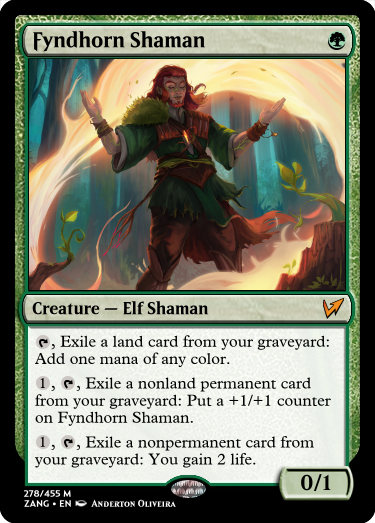 Fyndhorn Shaman
Creature — Elf Shaman
, Exile a land card from your graveyard:
Add one mana of any color.
1, , Exile a nonland permanent card
from your graveyard: Put a +1/+1 counter
on Fyndhorn Shaman.
1, , Exile a nonpermanent card from
your graveyard: You gain 2 life.
0/1
278/455 M
ZANG • EN Anderton Oliveira